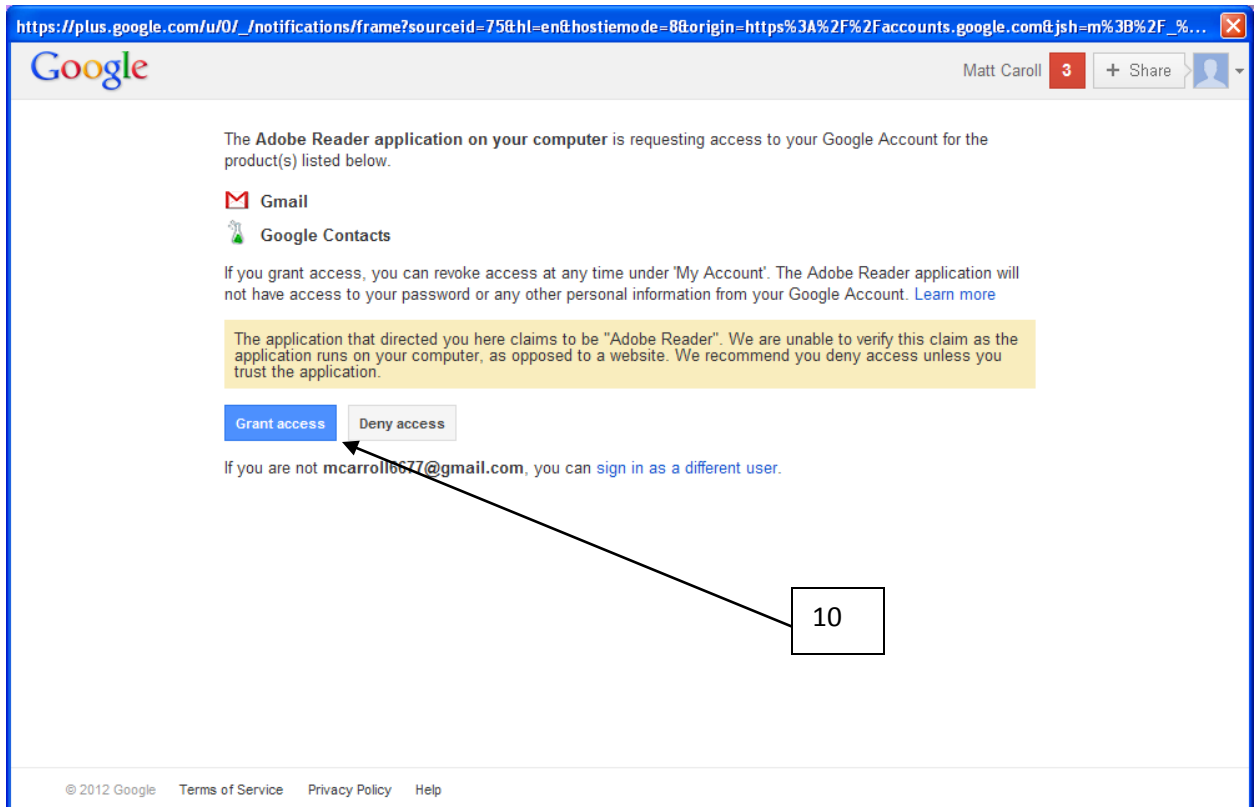 https://plus.google.com/u/0/_/notifications/frame?sourceid=75&hl=en&hostiemode=8&origin=https%3A%2F%2Faccounts.google.com&jsh=m%3B%2F_%...
Google
Matt Caroll 3 + Share
The Adobe Reader application on your computer is requesting access to your Google Account for the
product(s) listed below.
Gmail
Google Contacts
If you grant access, you can revoke access at any time under 'My Account'. The Adobe Reader application will
not have access to your password or any other personal information from your Google Account. Learn more
The application that directed you here claims to be "Adobe Reader". We are unable to verify this claim as the
application runs on your computer, as opposed to a website. We recommend you deny access unless you
trust the application.
Grant access Deny access
If you are not mcarroll6677@gmail.com, you can sign in as a different user.
10
© 2012 Google Terms of Service Privacy Policy Help